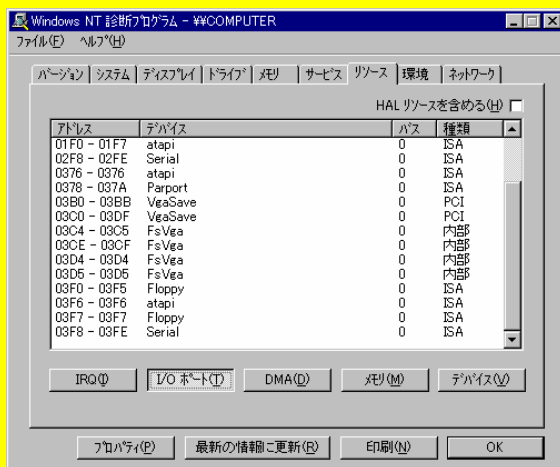 Windows NT 診断ﾌﾟﾛｸﾞﾗﾑ - ¥¥COMPUTER
ﾌｧｲﾙ(F) ﾍﾙﾌﾟ(H)
ﾊﾞｰｼﾞｮﾝ ｼｽﾃﾑ ﾃﾞｨｽﾌﾟﾚｲ ﾄﾞﾗｲﾌﾞ ﾒﾓﾘ ｻｰﾋﾞｽ ﾘｿｰｽ 環境 ﾈｯﾄﾜｰｸ
HAL ﾘｿｰｽを含める(H)
ｱﾄﾞﾚｽ ﾃﾞﾊﾞｲｽ ﾊﾞｽ 種類
01F0 - 01F7 atapi 0 ISA
02F8 - 02FE Serial 0 ISA
0376 - 0376 atapi 0 ISA
0378 - 037A Parport 0 ISA
03B0 - 03BB VgaSave 0 PCI
03C0 - 03DF VgaSave 0 PCI
03C4 - 03C5 FsVga 0 内部
03CE - 03CF FsVga 0 内部
03D4 - 03D4 FsVga 0 内部
03D5 - 03D5 FsVga 0 内部
03F0 - 03F5 Floppy 0 ISA
03F6 - 03F6 atapi 0 ISA
03F7 - 03F7 Floppy 0 ISA
03F8 - 03FE Serial 0 ISA
IRQ(I) I/O ﾎﾟｰﾄ(T) DMA(D) ﾒﾓﾘ(M) ﾃﾞﾊﾞｲｽ(V)
ﾌﾟﾛﾊﾟﾃｨ(P) 最新の情報に更新(R) 印刷(N) OK